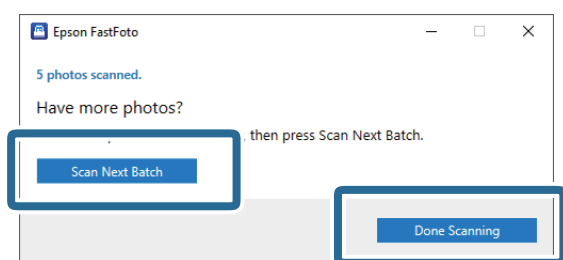 Epson FastFoto
5 photos scanned.
Have more photos?
, then press Scan Next Batch.
Scan Next Batch
Done Scanning